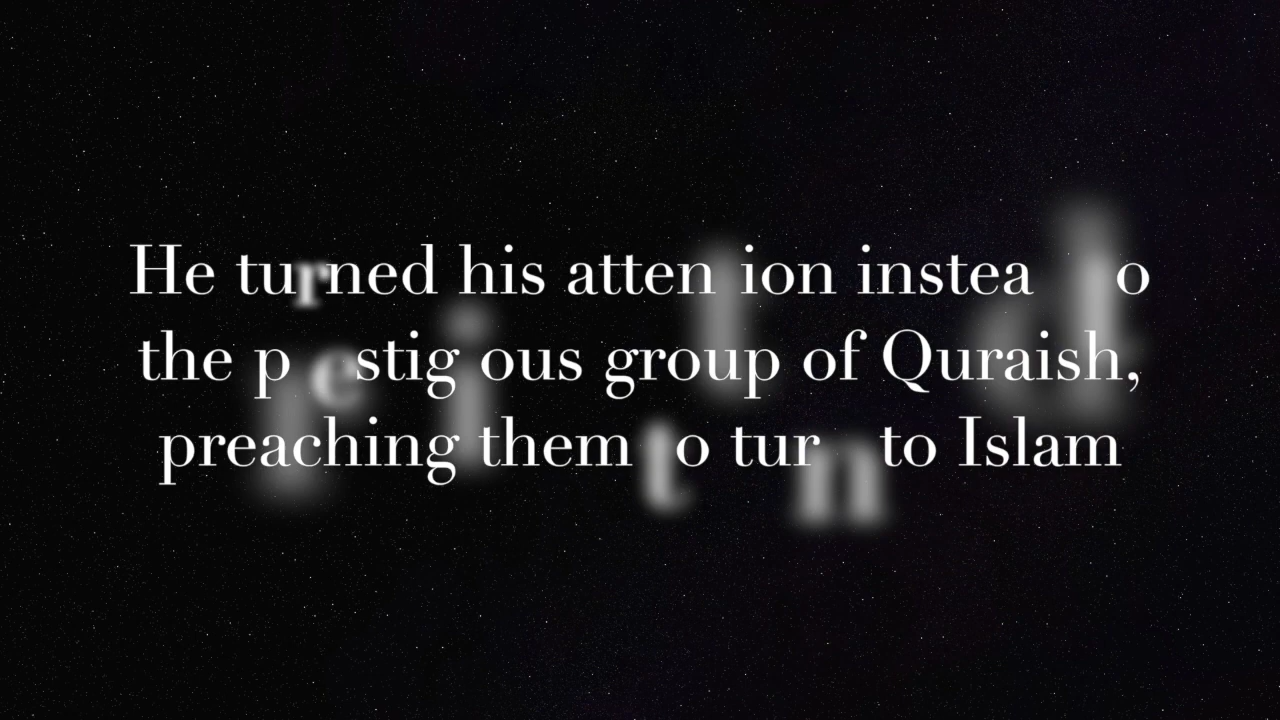 He turned his attention instead to
the prestigious group of Quraish,
preaching them to turn to Islam